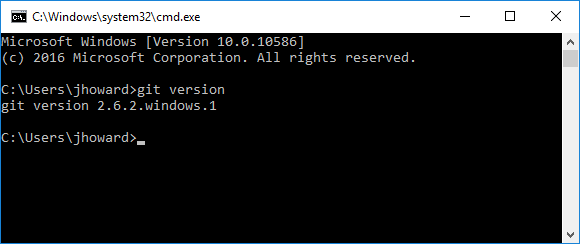 C:\Windows\system32\cmd.exe
Microsoft Windows [Version 10.0.10586]
(c) 2016 Microsoft Corporation. All rights reserved.
C:\Users\jhoward>git version
git version 2.6.2.windows.1
C:\Users\jhoward>